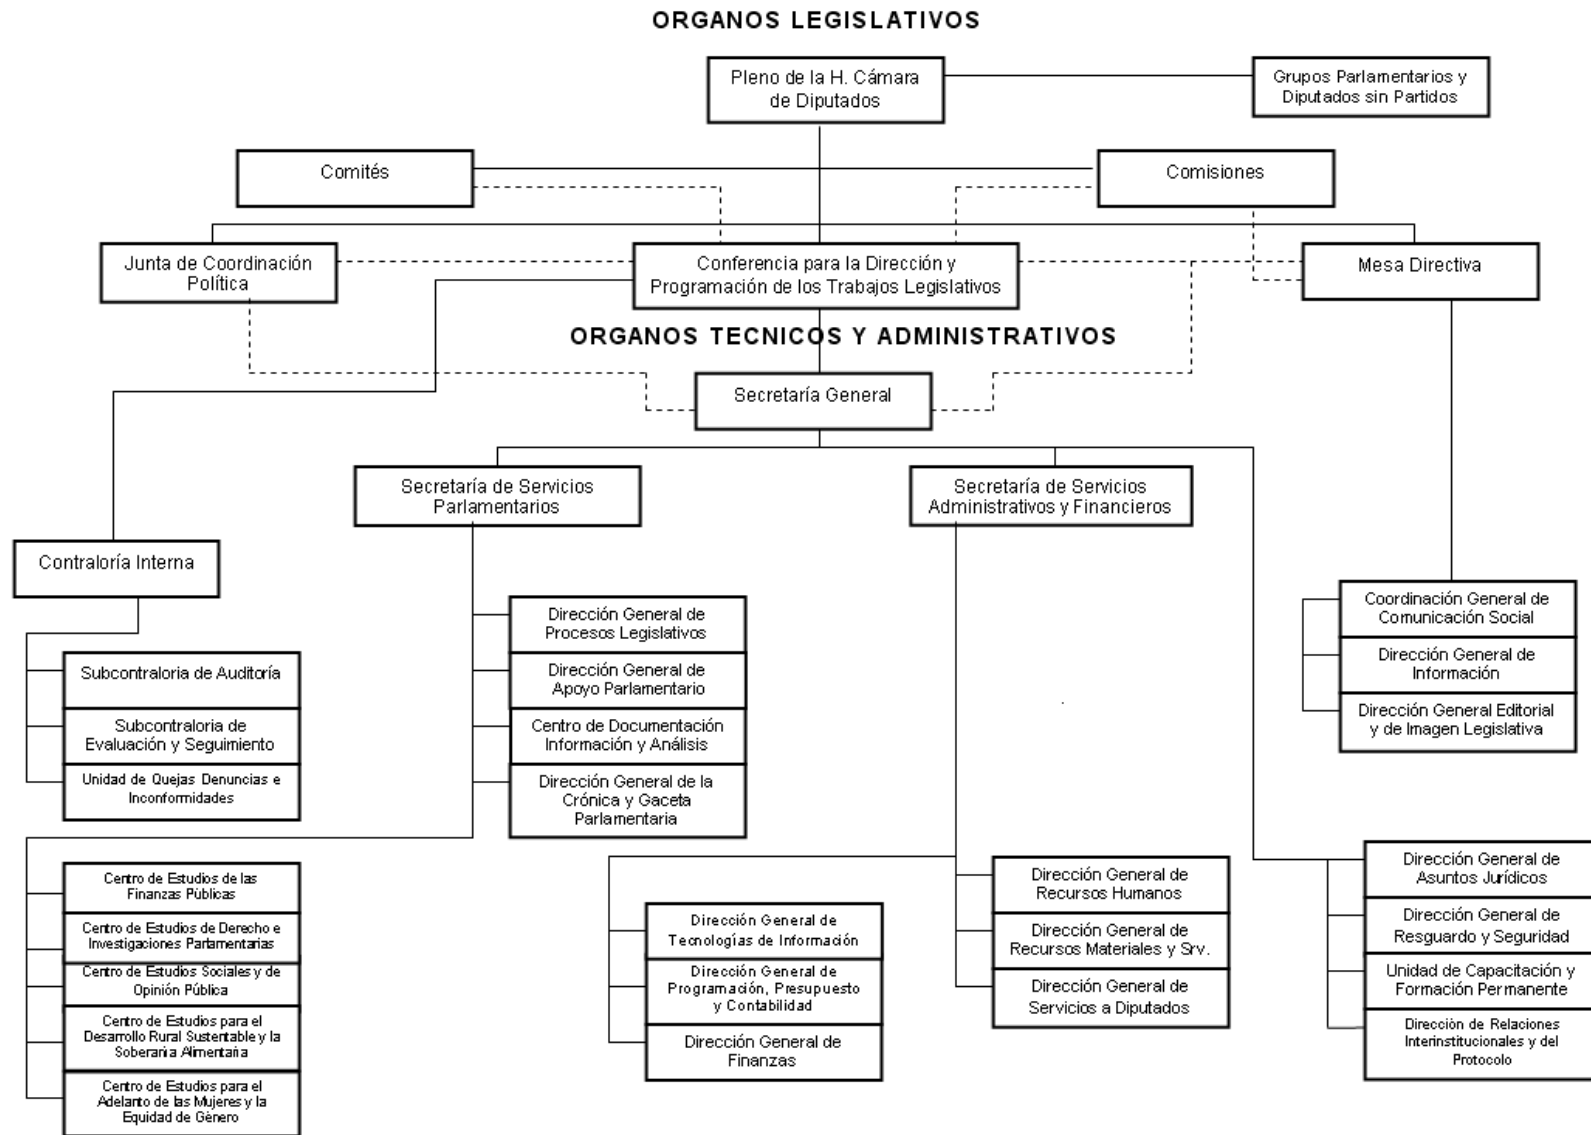 ORGANOS LEGISLATIVOS
Pleno de la H. Cámara
de Diputados
Grupos Parlamentarios y
Diputados sin Partidos
Comités
Comisiones
Junta de Coordinación
Política
Conferencia para la Dirección y
Programación de los Trabajos Legislativos
Mesa Directiva
ORGANOS TECNICOS Y ADMINISTRATIVOS
Secretaría General
Secretaría de Servicios
Parlamentarios
Secretaría de Servicios
Administrativos y Financieros
Contraloría Interna
Subcontraloria de Auditoría
Subcontraloria de
Evaluación y Seguimiento
Unidad de Quejas Denuncias e
Inconformidades
Dirección General de
Procesos Legislativos
Dirección General de
Apoyo Parlamentario
Centro de Documentación
Información y Análisis
Dirección General de la
Crónica y Gaceta
Parlamentaria
Coordinación General de
Comunicación Social
Dirección General de
Información
Dirección General Editorial
y de Imagen Legislativa
Centro de Estudios de las
Finanzas Públicas
Centro de Estudios de Derecho e
Investigaciones Parlamentarias
Centro de Estudios Sociales y de
Opinión Pública
Centro de Estudios para el
Desarrollo Rural Sustentable y la
Soberanía Alimentaria
Centro de Estudios para el
Adelanto de las Mujeres y la
Equidad de Género
Dirección General de
Tecnologías de Información
Dirección General de
Programación, Presupuesto
y Contabilidad
Dirección General de
Finanzas
Dirección General de
Recursos Humanos
Dirección General de
Recursos Materiales y Srv.
Dirección General de
Servicios a Diputados
Dirección General de
Asuntos Jurídicos
Dirección General de
Resguardo y Seguridad
Unidad de Capacitación y
Formación Permanente
Dirección de Relaciones
Interinstitucionales y del
Protocolo